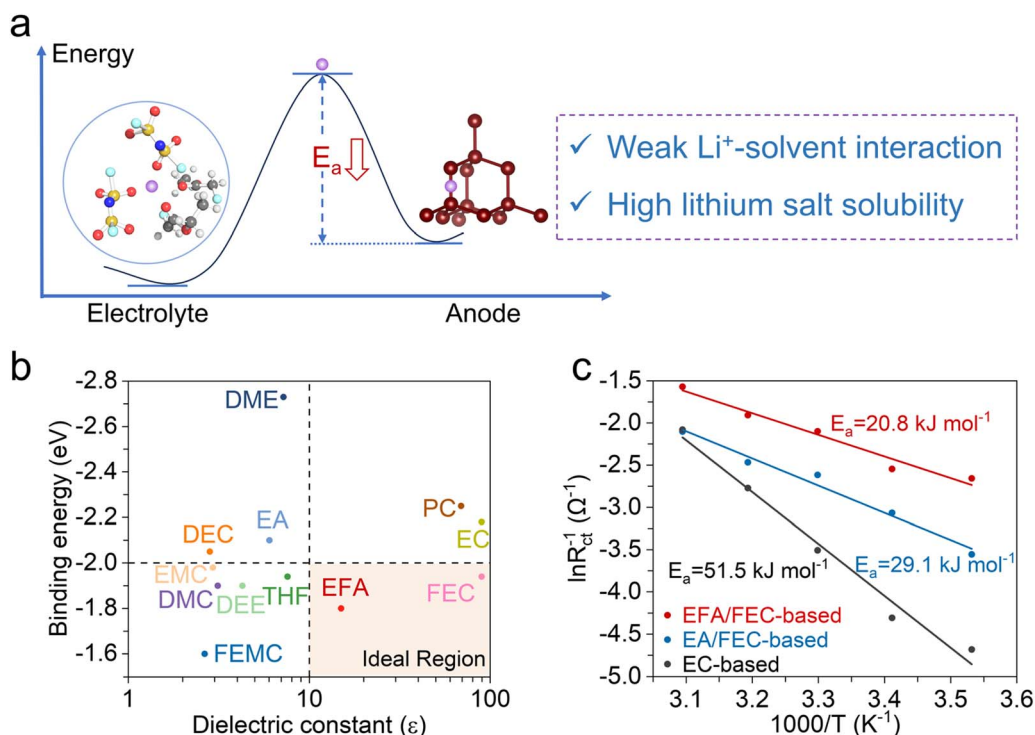 a
Energy
Eₐ
Electrolyte
Anode
✓ Weak Li⁺-solvent interaction
✓ High lithium salt solubility
b
Binding energy (eV)
-2.8
-2.6
-2.4
-2.2
-2.0
-1.8
-1.6
DME
PC
EC
EA
DEC
EMC
DMC
DEE
THF
EFA
FEC
FEMC
Ideal Region
1
10
100
Dielectric constant (ε)
c
lnR⁻¹ct (Ω⁻¹)
-1.5
-2.0
-2.5
-3.0
-3.5
-4.0
-4.5
-5.0
Eₐ=20.8 kJ mol⁻¹
Eₐ=51.5 kJ mol⁻¹
Eₐ=29.1 kJ mol⁻¹
EFA/FEC-based
EA/FEC-based
EC-based
3.1
3.2
3.3
3.4
3.5
3.6
1000/T (K⁻¹)